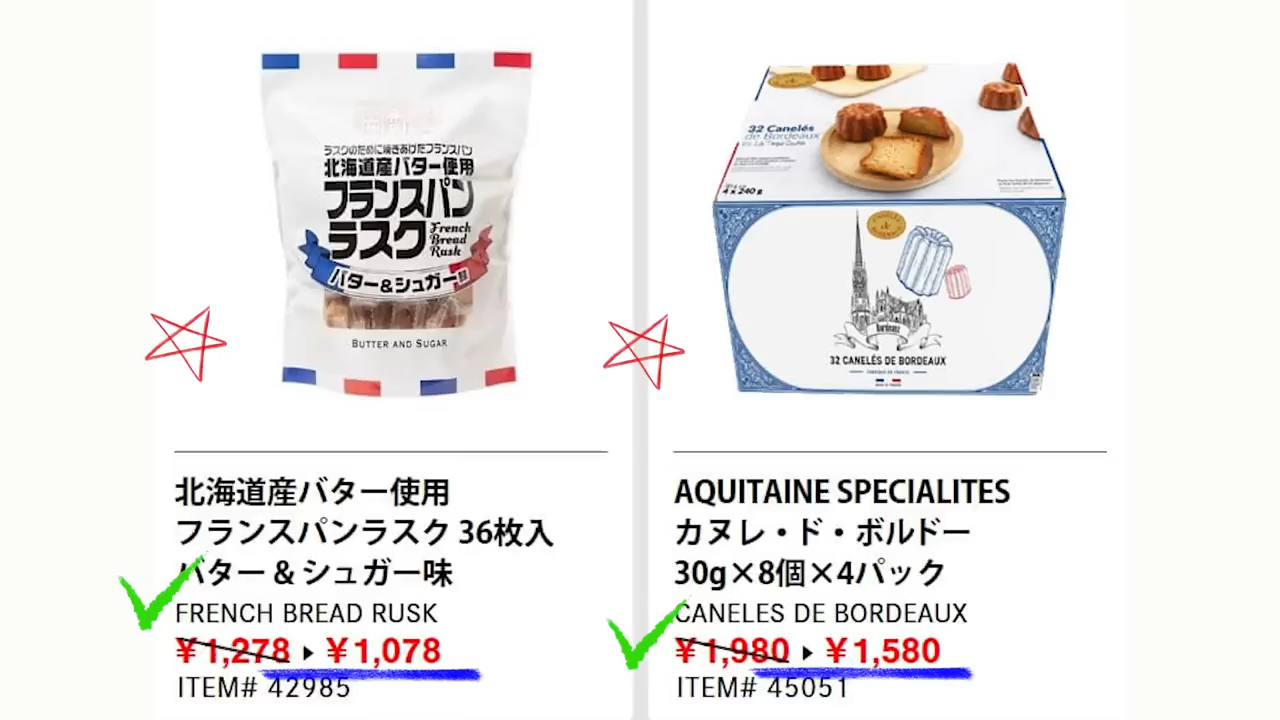 ラスクのために焼きあげたフランスパン
北海道産バター使用
フランスパン
ラスク
French
Bread
Rusk
バター&シュガー味
BUTTER AND SUGAR
北海道産バター使用
フランスパンラスク 36枚入
バター & シュガー味
FRENCH BREAD RUSK
¥1,278 ▶ ¥1,078
ITEM# 42985
32 Canelés
de Bordeaux
4 x 240g
Bordeaux
32 CANELÉS DE BORDEAUX
AQUITAINE SPECIALITES
カヌレ・ド・ボルドー
30g×8個×4パック
CANELES DE BORDEAUX
¥1,980 ▶ ¥1,580
ITEM# 45051